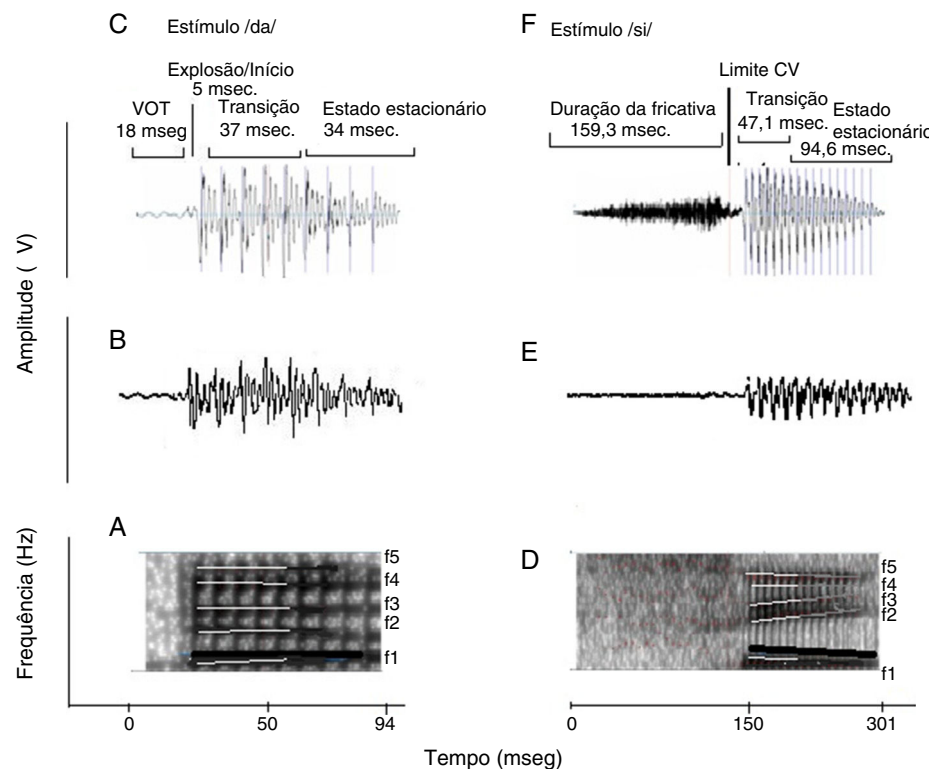 C Estímulo /da/
Explosão/Início
5 msec.
VOT
18 mseg
Transição
37 msec.
Estado estacionário
34 msec.
F Estímulo /si/
Limite CV
Duração da fricativa
159,3 msec.
Transição
47,1 msec.
Estado
estacionário
94,6 msec.
Amplitude ( V)
B
E
Frequência (Hz)
A
f5
f4
f3
f2
f1
D
f5
f4
f3
f2
f1
0 50 94
0 150 301
Tempo (mseg)